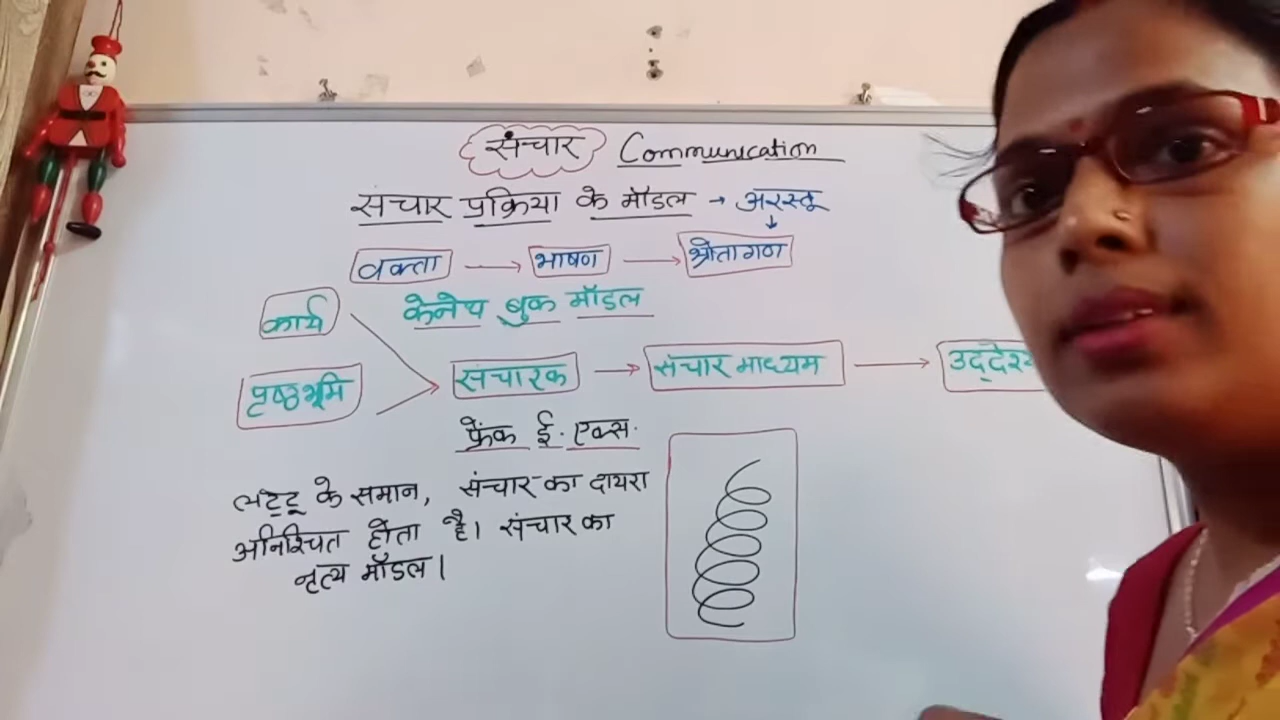 संचार Communication
संचार प्रक्रिया के मॉडल → अरस्तू
वक्ता → भाषण → श्रोतागण
केनेथ बुक मॉडल
कार्य
पृष्ठभूमि संचारक → संचार माध्यम → उद्देश्य
फ्रेंक ई. एक्स.
लट्टू के समान, संचार का दायरा
अनिश्चित होता है। संचार का
नृत्य मॉडल।